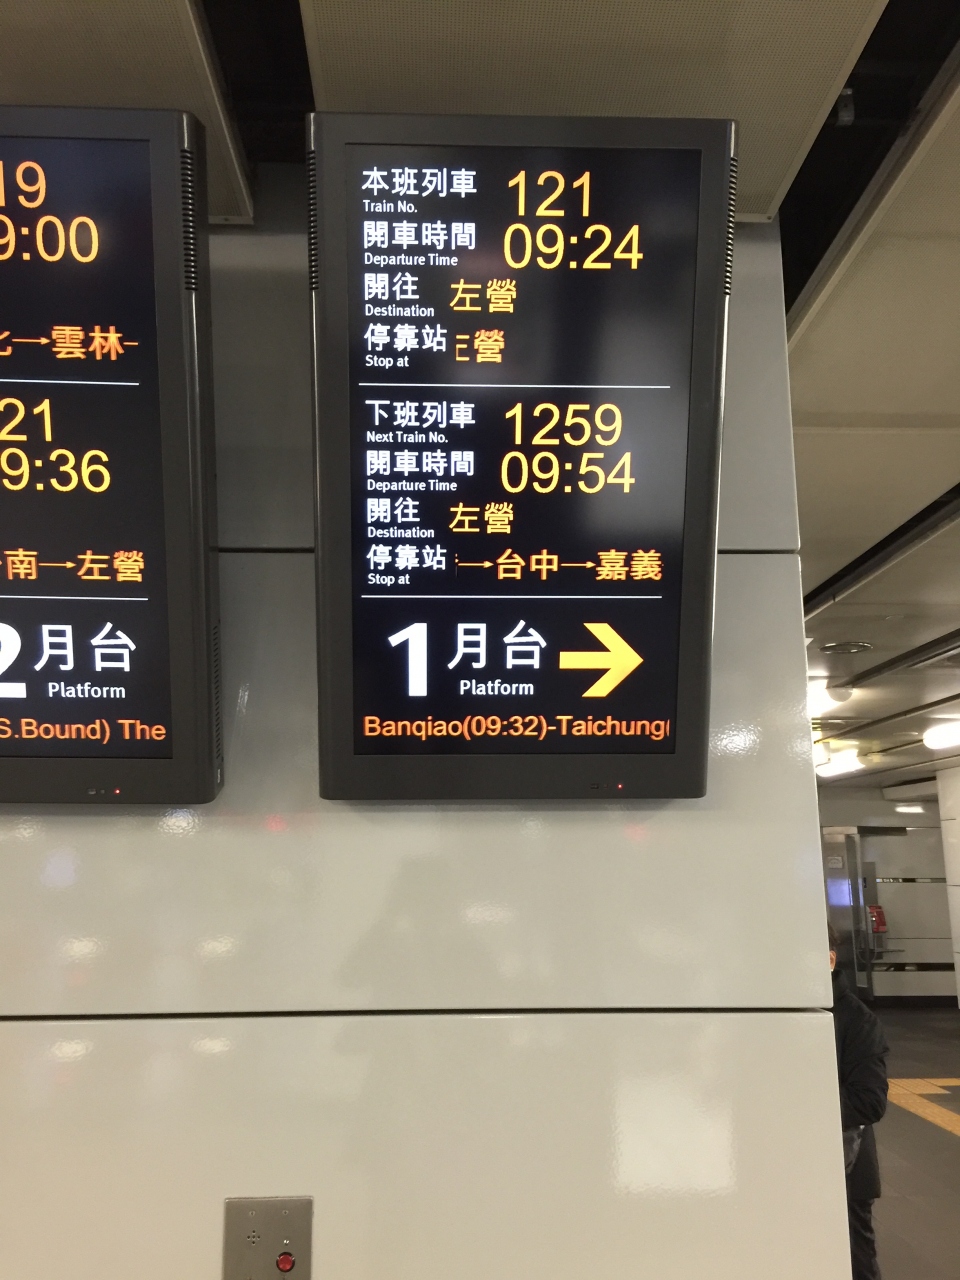 19
9:00
→雲林-
21
9:36
南→左營
2 月台
Platform
S.Bound) The
本班列車 121
Train No.
開車時間 09:24
Departure Time
開往 左營
Destination
停靠站 營
Stop at
下班列車 1259
Next Train No.
開車時間 09:54
Departure Time
開往 左營
Destination
停靠站 →台中→嘉義
Stop at
1 月台 →
Platform
Banqiao(09:32)-Taichung(